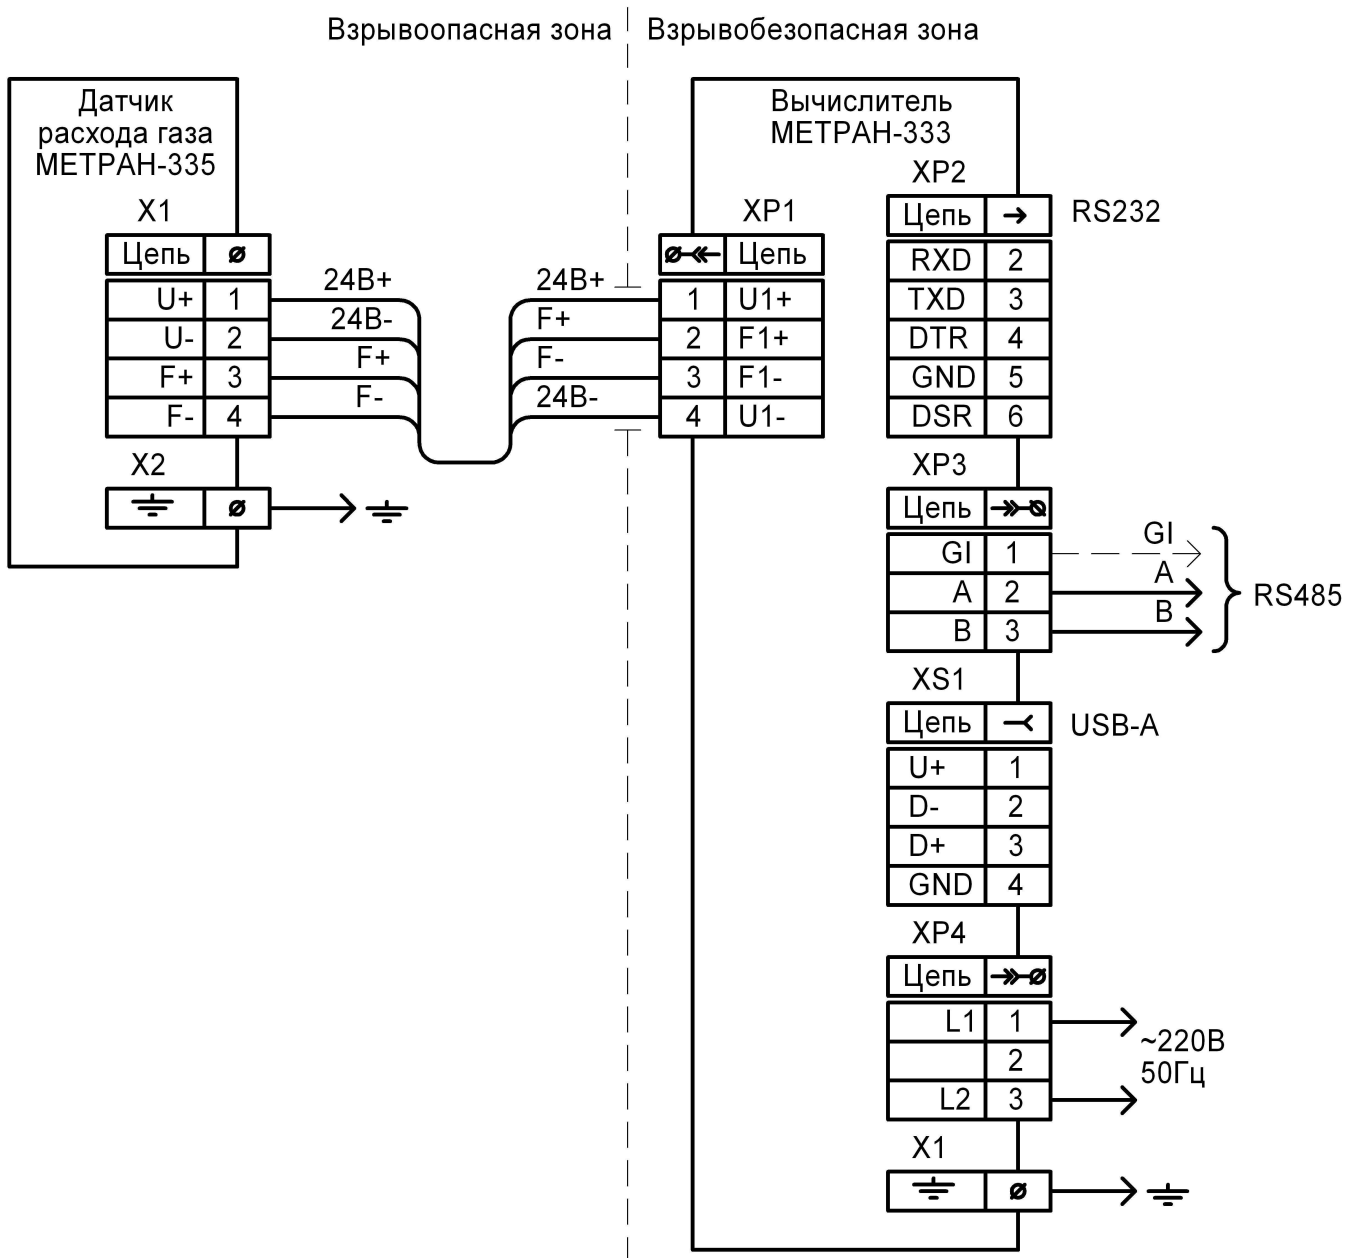 Взрывоопасная зона
Взрывобезопасная зона
Датчик
расхода газа
МЕТРАН-335
X1
Цепь
U+ 1
U- 2
F+ 3
F- 4
X2
24В+
24В-
F+
F-
24В+
F+
F-
24В-
Вычислитель
МЕТРАН-333
XP1
Цепь
1 U1+
2 F1+
3 F1-
4 U1-
XP2
Цепь
RS232
RXD 2
TXD 3
DTR 4
GND 5
DSR 6
XP3
Цепь
GI 1
A 2
B 3
GI
A
B
RS485
XS1
Цепь
USB-A
U+ 1
D- 2
D+ 3
GND 4
XP4
Цепь
L1 1
2
L2 3
~220В
50Гц
X1